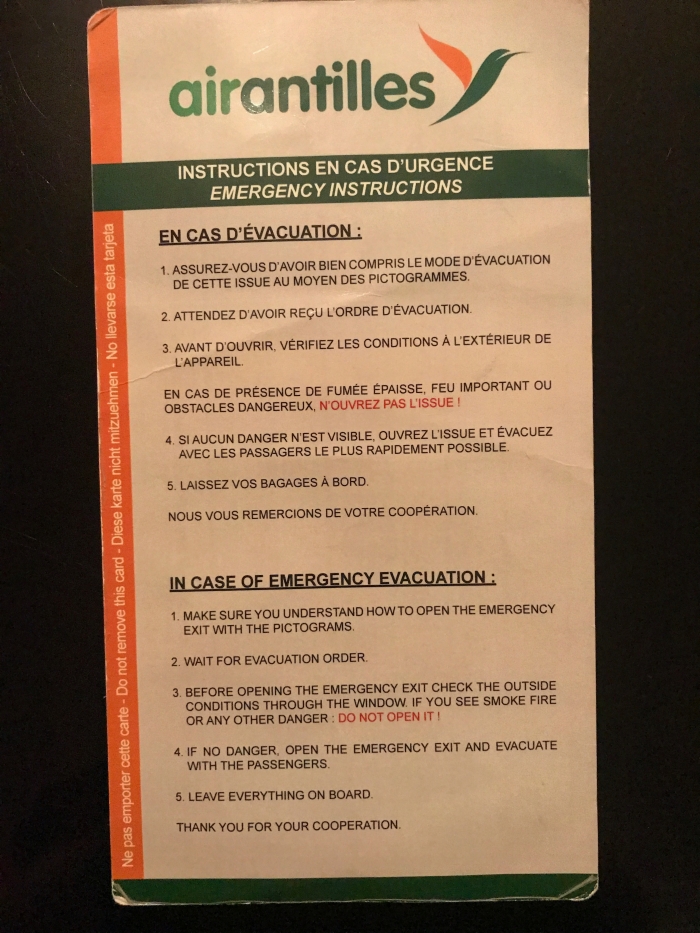 airantilles
INSTRUCTIONS EN CAS D'URGENCE
EMERGENCY INSTRUCTIONS
EN CAS D'ÉVACUATION :
1. ASSUREZ-VOUS D'AVOIR BIEN COMPRIS LE MODE D'ÉVACUATION
DE CETTE ISSUE AU MOYEN DES PICTOGRAMMES.
2. ATTENDEZ D'AVOIR REÇU L'ORDRE D'ÉVACUATION.
3. AVANT D'OUVRIR, VÉRIFIEZ LES CONDITIONS À L'EXTÉRIEUR DE
L'APPAREIL.
EN CAS DE PRÉSENCE DE FUMÉE ÉPAISSE, FEU IMPORTANT OU
OBSTACLES DANGEREUX, N'OUVREZ PAS L'ISSUE !
4. SI AUCUN DANGER N'EST VISIBLE, OUVREZ L'ISSUE ET ÉVACUEZ
AVEC LES PASSAGERS LE PLUS RAPIDEMENT POSSIBLE.
5. LAISSEZ VOS BAGAGES À BORD.
NOUS VOUS REMERCIONS DE VOTRE COOPÉRATION.
IN CASE OF EMERGENCY EVACUATION :
1. MAKE SURE YOU UNDERSTAND HOW TO OPEN THE EMERGENCY
EXIT WITH THE PICTOGRAMS.
2. WAIT FOR EVACUATION ORDER.
3. BEFORE OPENING THE EMERGENCY EXIT CHECK THE OUTSIDE
CONDITIONS THROUGH THE WINDOW. IF YOU SEE SMOKE FIRE
OR ANY OTHER DANGER : DO NOT OPEN IT !
4. IF NO DANGER, OPEN THE EMERGENCY EXIT AND EVACUATE
WITH THE PASSENGERS.
5. LEAVE EVERYTHING ON BOARD.
THANK YOU FOR YOUR COOPERATION.
Ne pas emporter cette carte - Do not remove this card - Diese karte nicht mitzuehmen - No llevarse esta tarjeta